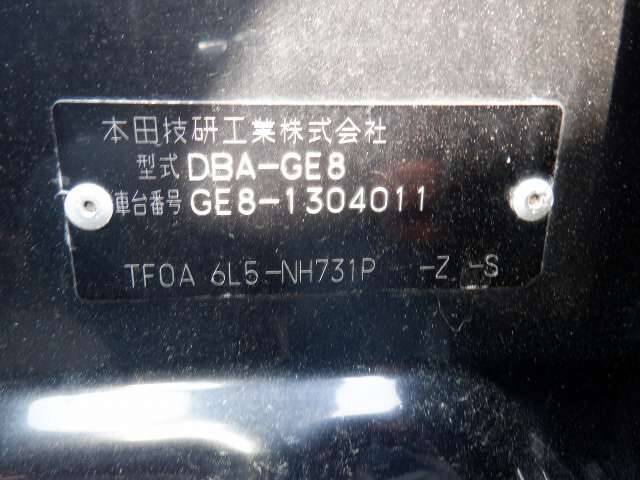 本田技研工業株式会社
型式 DBA-GE8
車台番号 GE8-1304011
TF0A 6L5-NH731P -Z -S